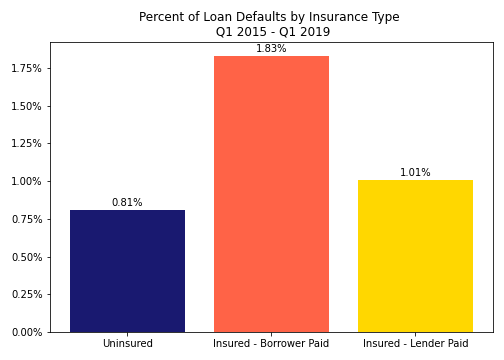 Percent of Loan Defaults by Insurance Type
Q1 2015 - Q1 2019
1.83%
1.75%
1.50%
1.25%
1.01%
1.00%
0.81%
0.75%
0.50%
0.25%
0.00%
Uninsured
Insured - Borrower Paid
Insured - Lender Paid